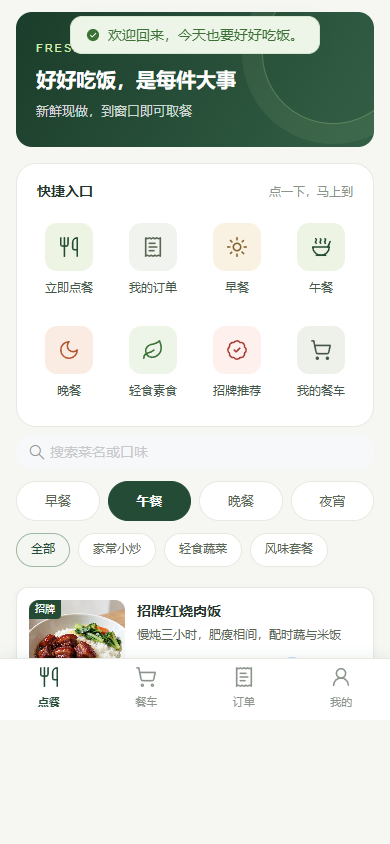 欢迎回来，今天也要好好吃饭。
FRES
好好吃饭，是每件大事
新鲜现做，到窗口即可取餐
快捷入口
点一下，马上到
立即点餐
我的订单
早餐
午餐
晚餐
轻食素食
招牌推荐
我的餐车
搜索菜名或口味
早餐
午餐
晚餐
夜宵
全部
家常小炒
轻食蔬菜
风味套餐
招牌
招牌红烧肉饭
慢炖三小时，肥瘦相间，配时蔬与米饭
点餐
餐车
订单
我的